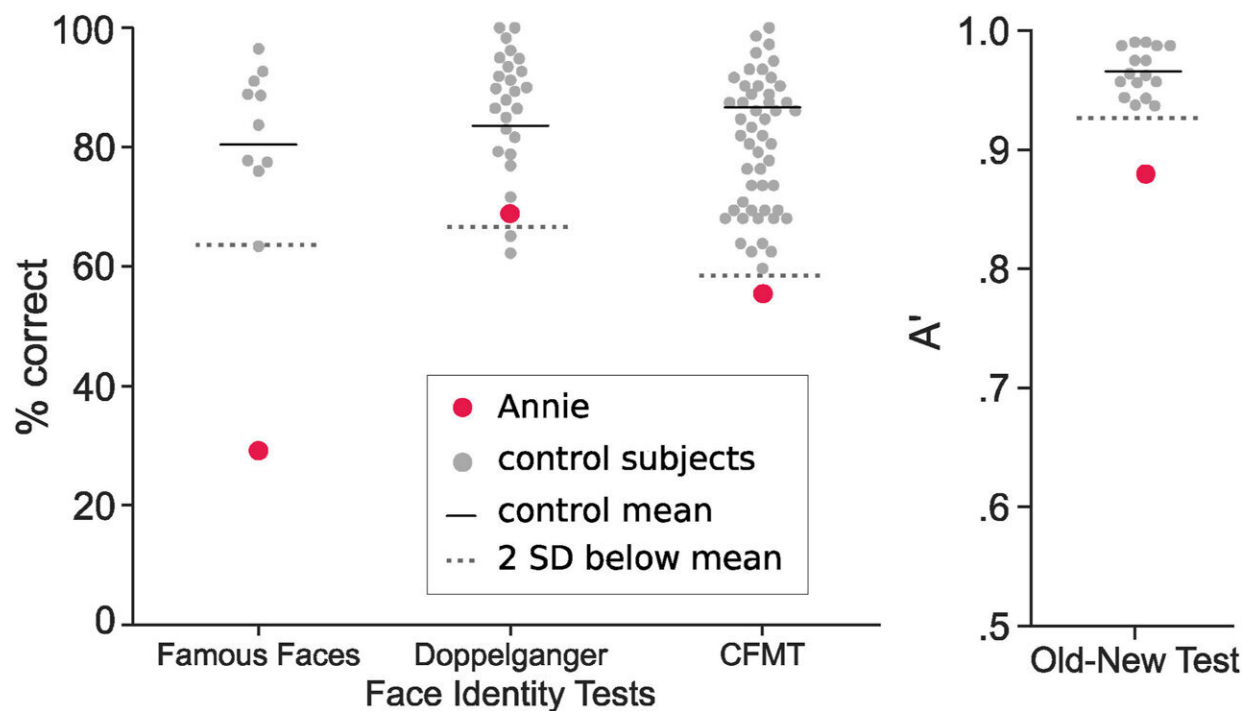 100
80
60
40
20
0
% correct
Famous Faces
Doppelganger
CFMT
Face Identity Tests
Annie
control subjects
control mean
2 SD below mean
1.0
.9
.8
.7
.6
.5
A'
Old-New Test